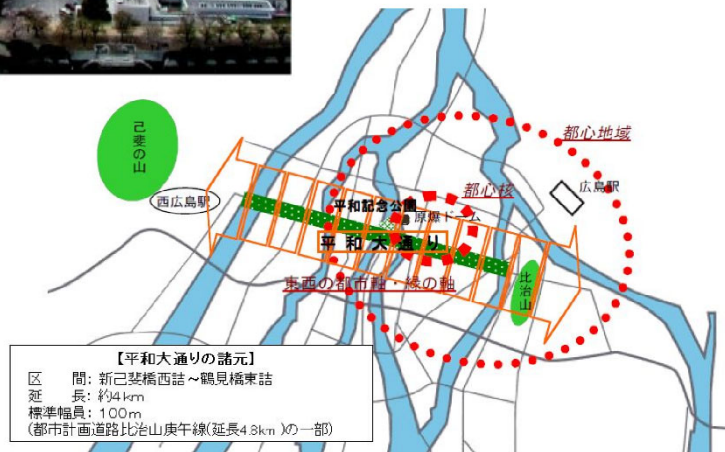 都心地域
己斐の山
都心核
広島駅
西広島駅
平和記念公園
原爆ドーム
平和大通り
東西の都市軸・緑の軸
比治山
【平和大通りの諸元】
区　　間: 新己斐橋西詰～鶴見橋東詰
延　　長: 約4km
標準幅員: 100m
(都市計画道路比治山庚午線(延長4.8km)の一部)